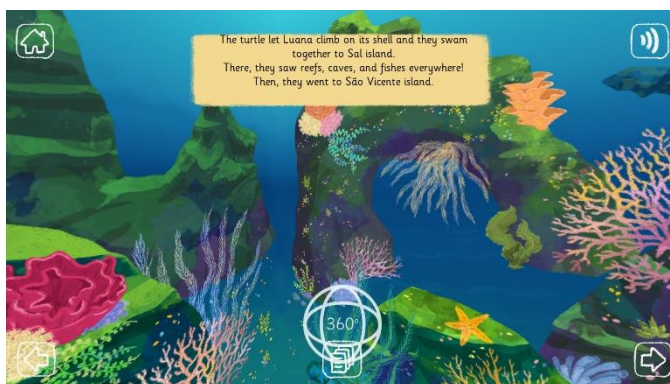 The turtle let Luana climb on its shell and they swam
together to Sal island.
There, they saw reefs, caves, and fishes everywhere!
Then, they went to São Vicente island.
360°